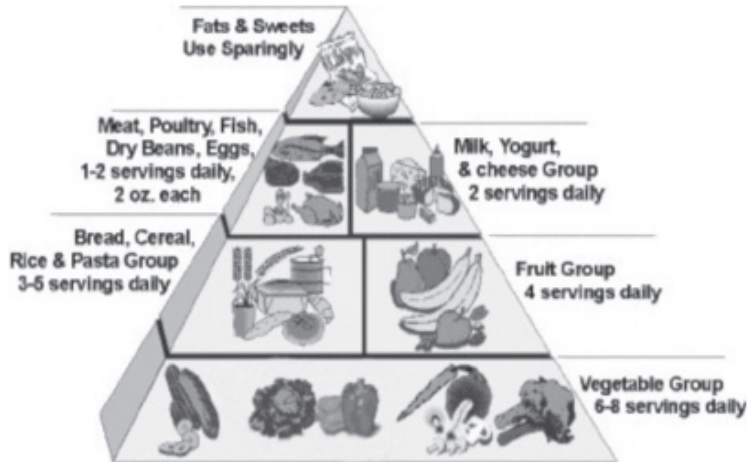 Fats & Sweets
Use Sparingly
Meat, Poultry, Fish,
Dry Beans, Eggs,
1-2 servings daily,
2 oz. each
Milk, Yogurt,
& cheese Group
2 servings daily
Bread, Cereal,
Rice & Pasta Group
3-5 servings daily
Fruit Group
4 servings daily
Vegetable Group
6-8 servings daily